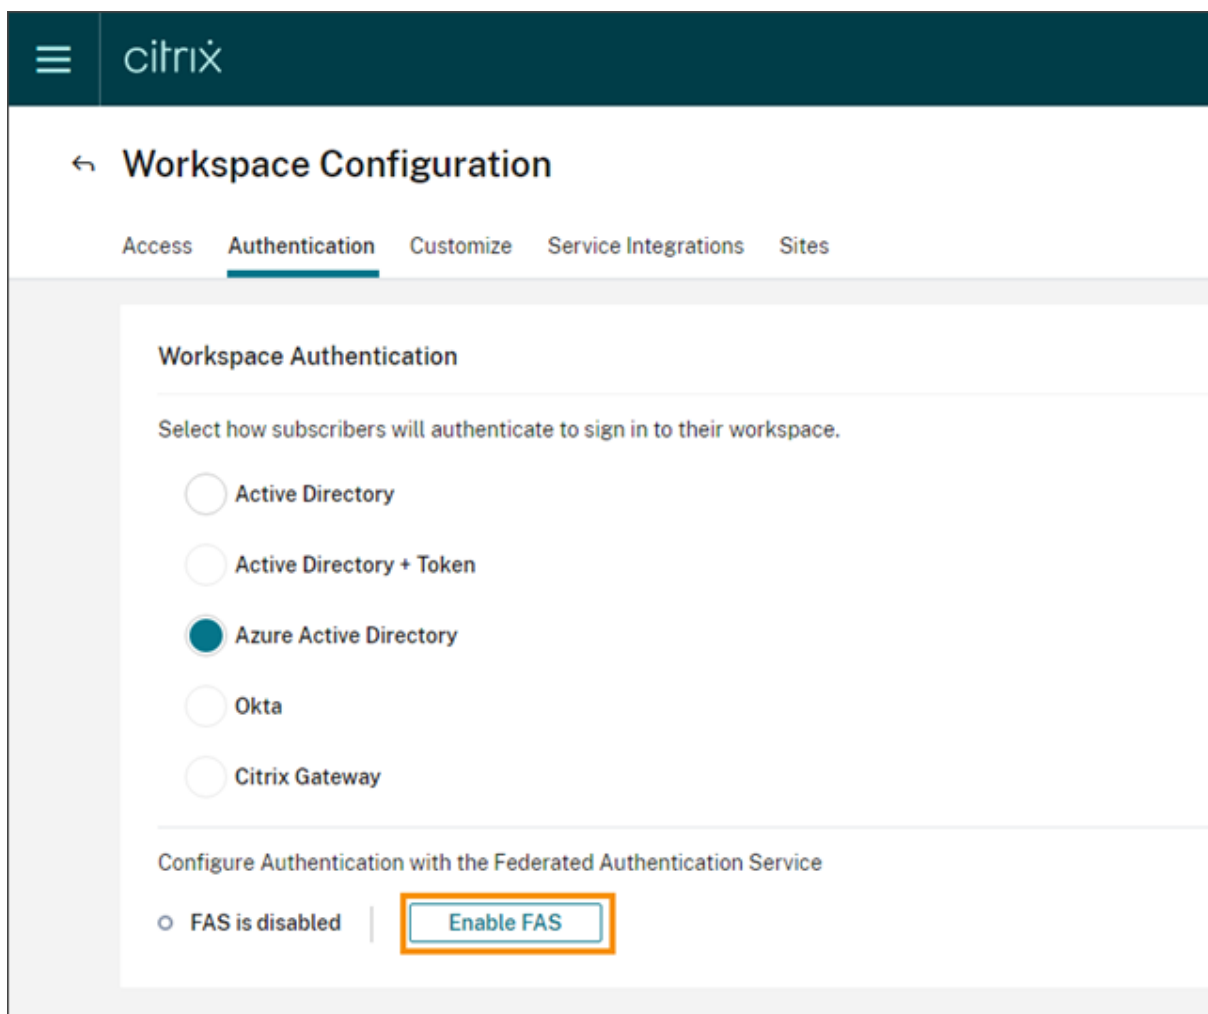 citrix
Workspace Configuration
Access Authentication Customize Service Integrations Sites
Workspace Authentication
Select how subscribers will authenticate to sign in to their workspace.
Active Directory
Active Directory + Token
Azure Active Directory
Okta
Citrix Gateway
Configure Authentication with the Federated Authentication Service
FAS is disabled Enable FAS